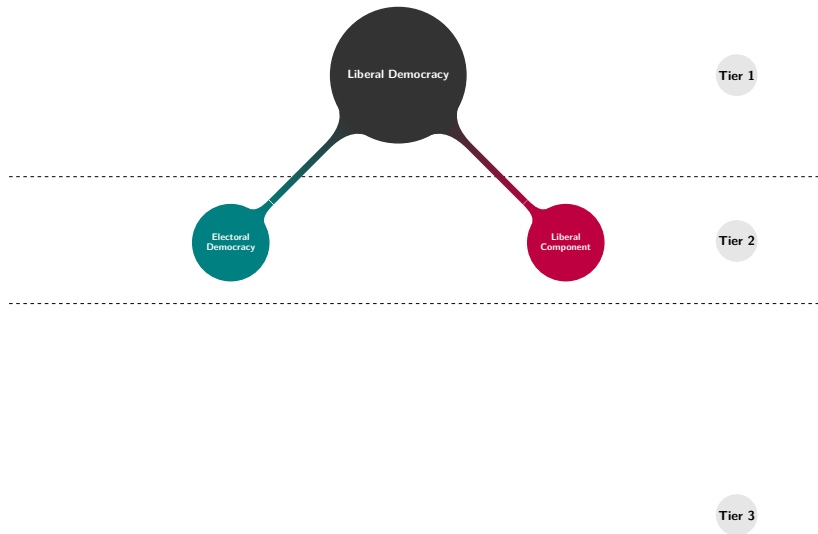 Liberal Democracy
Tier 1
Electoral
Democracy
Liberal
Component
Tier 2
Tier 3